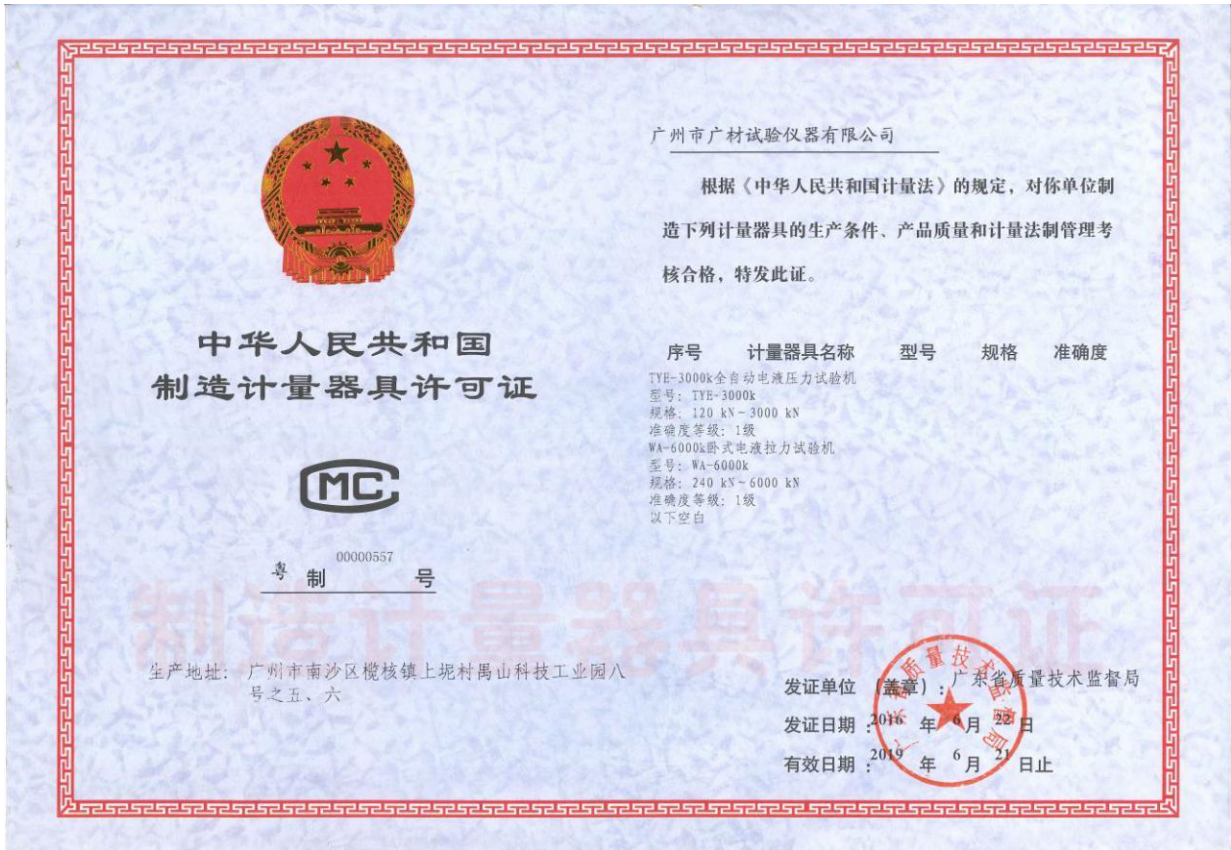 中华人民共和国
制造计量器具许可证
MC
00000557
粤 制 号
生产地址: 广州市南沙区榄核镇上坭村禺山科技工业园八
号之五、六
广州市广材试验仪器有限公司
根据《中华人民共和国计量法》的规定，对你单位制
造下列计量器具的生产条件、产品质量和计量法制管理考
核合格，特发此证。
序号 计量器具名称 型号 规格 准确度
TYE-3000k全自动电液压力试验机
型号: TYE-3000k
规格: 120 kN~3000 kN
准确度等级: 1级
WA-6000k卧式电液拉力试验机
型号: WA-6000k
规格: 240 kN~6000 kN
准确度等级: 1级
以下空白
制造计量器具许可证
发证单位 (盖章): 广东省质量技术监督局
发证日期: 2016 年 6 月 22 日
有效日期: 2019 年 6 月 21 日止
广东省质量技术监督局